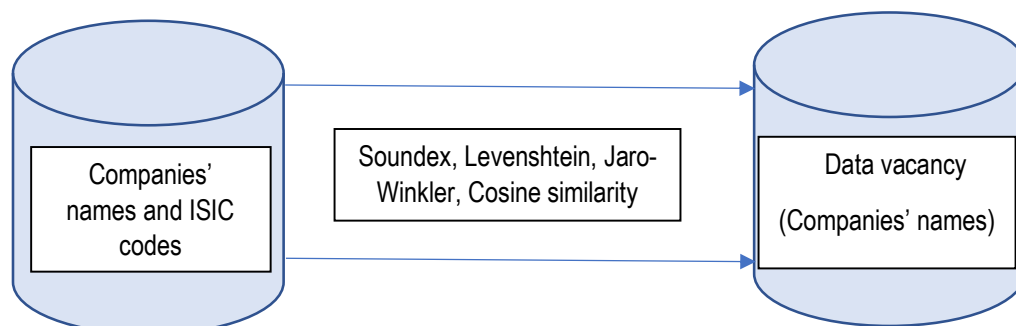 Companies’
names and ISIC
codes
Soundex, Levenshtein, Jaro-
Winkler, Cosine similarity
Data vacancy
(Companies’ names)